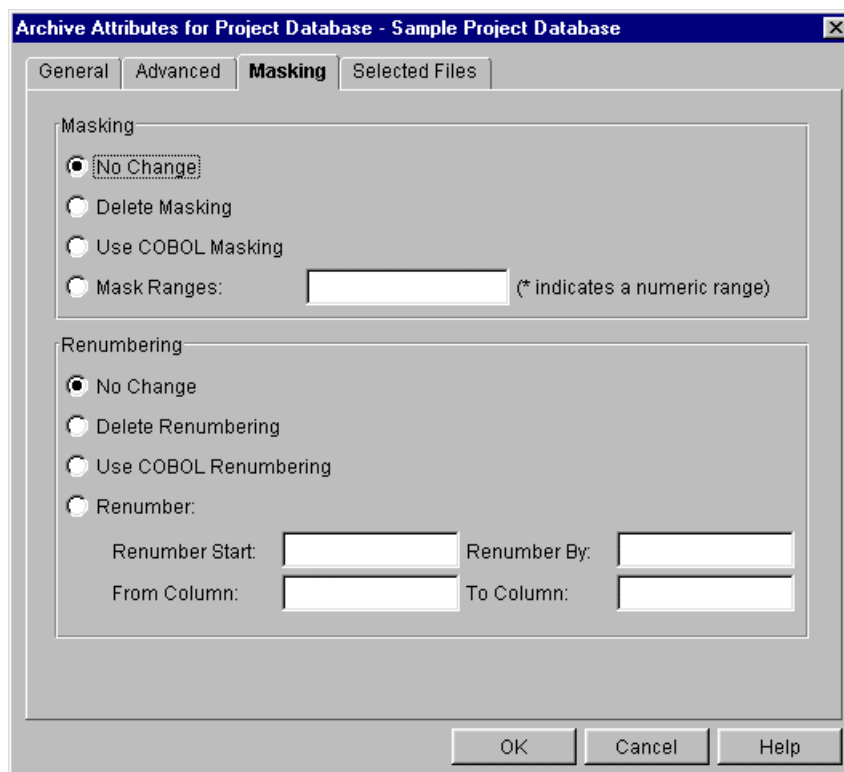 Archive Attributes for Project Database - Sample Project Database
General Advanced Masking Selected Files
Masking
No Change
Delete Masking
Use COBOL Masking
Mask Ranges: (* indicates a numeric range)
Renumbering
No Change
Delete Renumbering
Use COBOL Renumbering
Renumber:
Renumber Start: Renumber By:
From Column: To Column:
OK Cancel Help